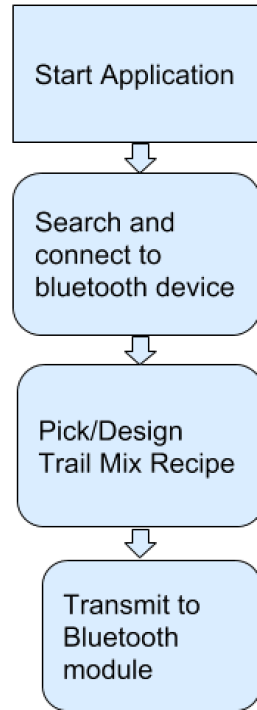 Start Application
Search and
connect to
bluetooth device
Pick/Design
Trail Mix Recipe
Transmit to
Bluetooth
module